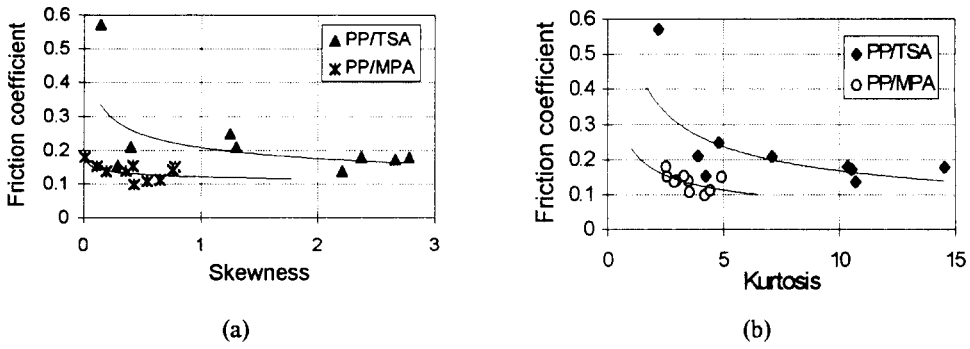 Friction coefficient
0.6
0.5
0.4
0.3
0.2
0.1
0
PP/TSA
PP/MPA
0
1
2
3
Skewness
(a)
Friction coefficient
0.6
0.5
0.4
0.3
0.2
0.1
0
PP/TSA
PP/MPA
0
5
10
15
Kurtosis
(b)